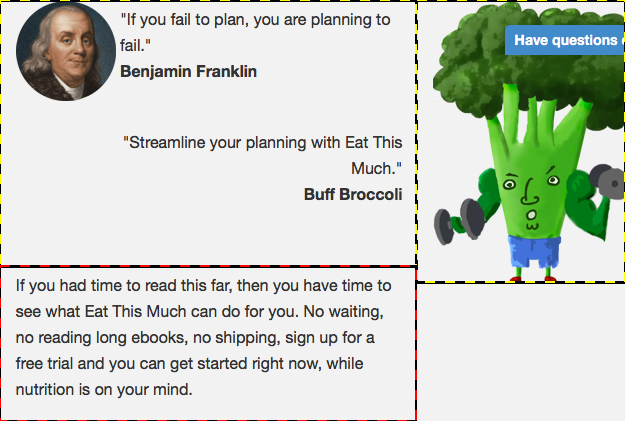 "If you fail to plan, you are planning to
fail."
Benjamin Franklin
"Streamline your planning with Eat This
Much."
Buff Broccoli
Have questions
If you had time to read this far, then you have time to
see what Eat This Much can do for you. No waiting,
no reading long ebooks, no shipping, sign up for a
free trial and you can get started right now, while
nutrition is on your mind.